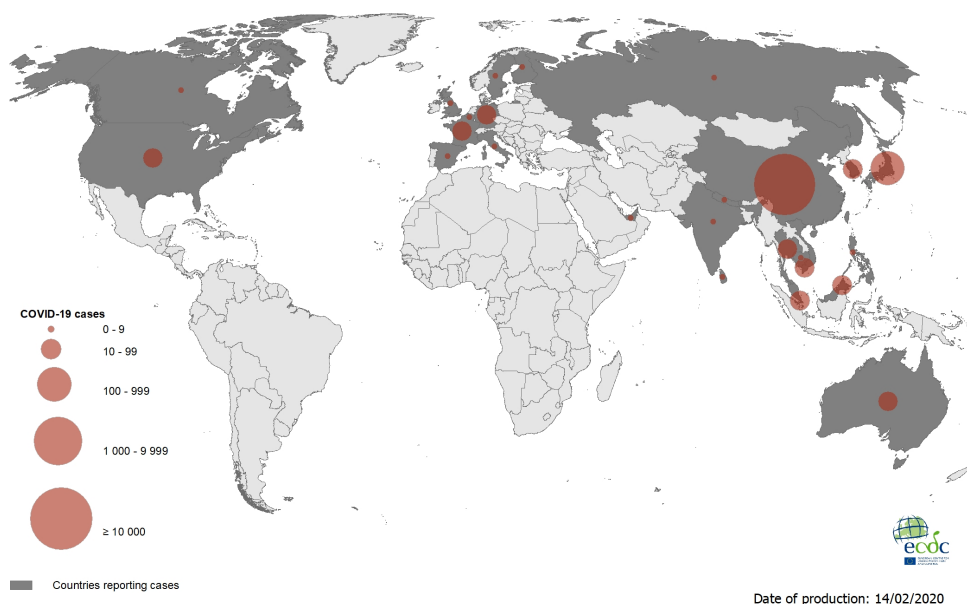 COVID-19 cases
0 - 9
10 - 99
100 - 999
1 000 - 9 999
≥ 10 000
Countries reporting cases
ecdc
Date of production: 14/02/2020